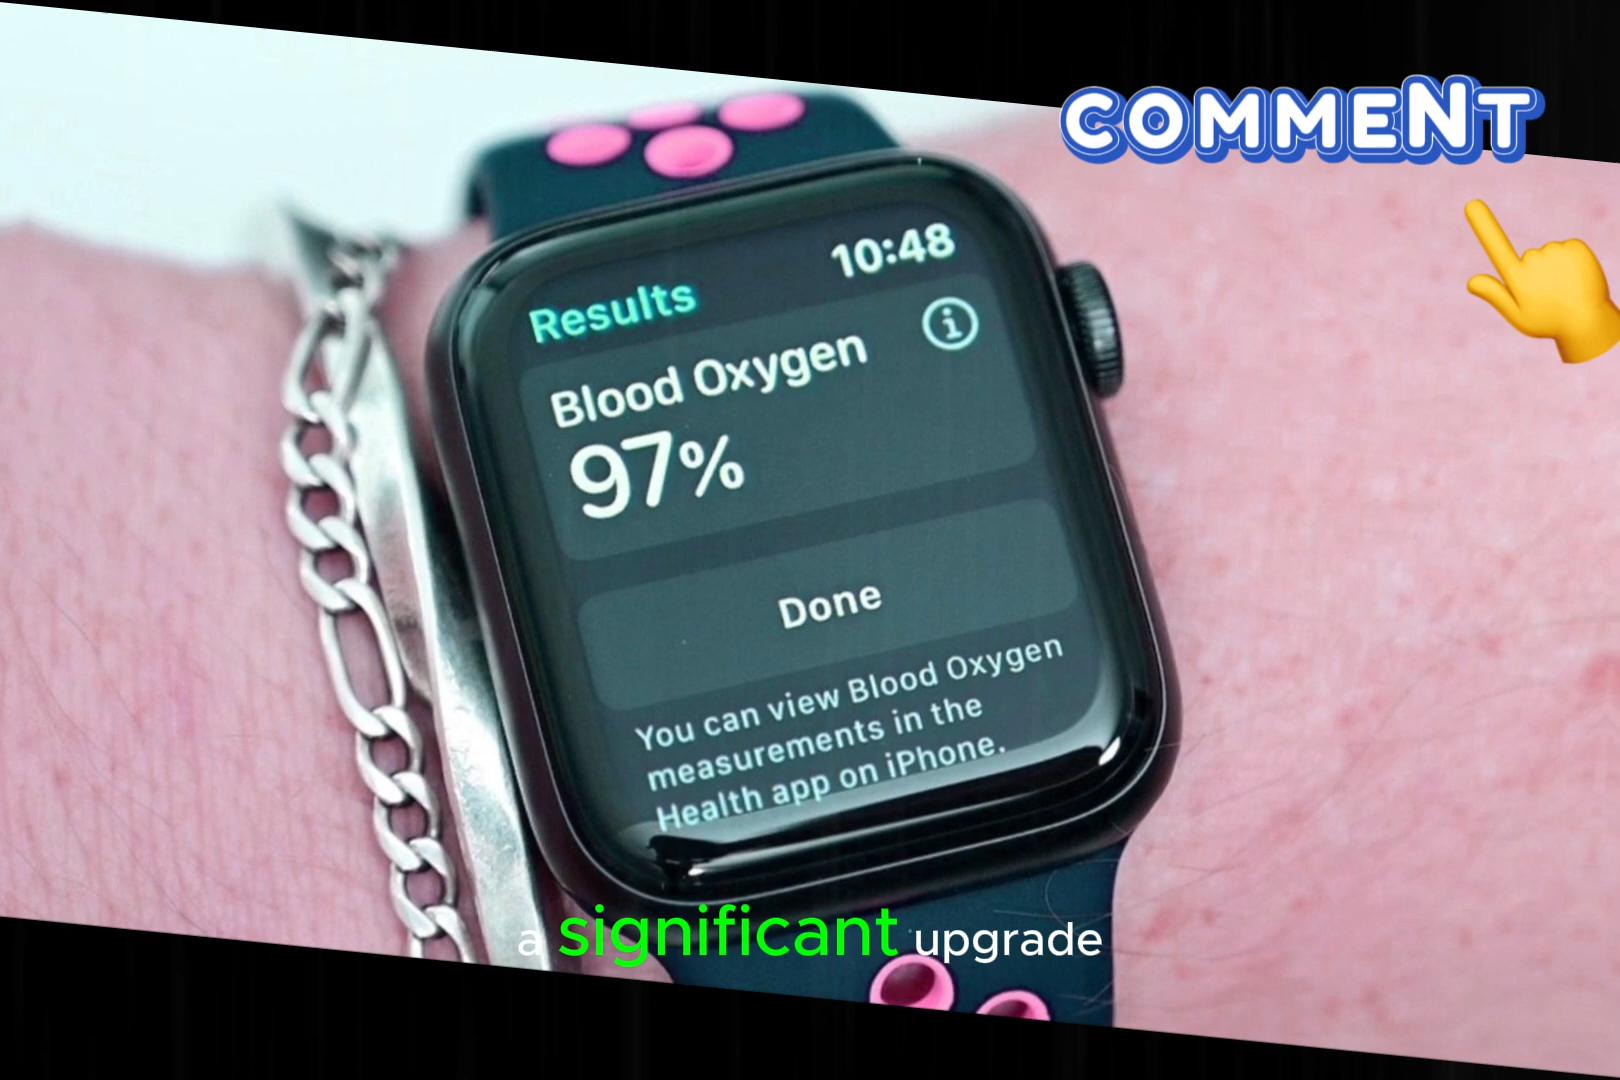 COMMENT
10:48
Results
Blood Oxygen
97%
Done
You can view Blood Oxygen
measurements in the
Health app on iPhone.
a significant upgrade